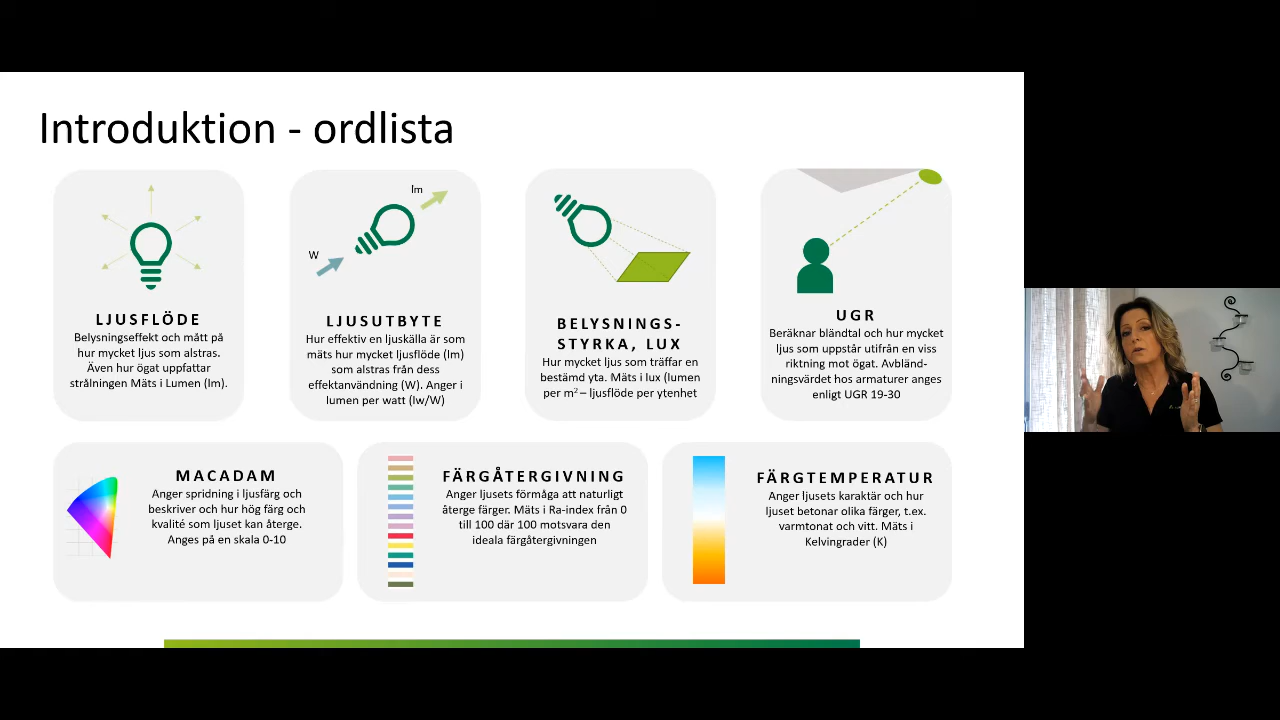 Introduktion - ordlista
lm
W
LJUSFLÖDE
Belysningseffekt och mått på
hur mycket ljus som alstras.
Även hur ögat uppfattar
strålningen Mäts i Lumen (lm).
LJUSUTBYTE
Hur effektiv en ljuskälla är som
mäts hur mycket ljusflöde (lm)
som alstras från dess
effektanvändning (W). Anger i
lumen per watt (lw/W)
BELYSNINGS-
STYRKA, LUX
Hur mycket ljus som träffar en
bestämd yta. Mäts i lux (lumen
per m² – ljusflöde per ytenhet
UGR
Beräknar bländtal och hur mycket
ljus som uppstår utifrån en viss
riktning mot ögat. Avbländ-
ningsvärdet hos armaturer anges
enligt UGR 19-30
MACADAM
Anger spridning i ljusfärg och
beskriver och hur hög färg och
kvalité som ljuset kan återge.
Anges på en skala 0-10
FÄRGÅTERGIVNING
Anger ljusets förmåga att naturligt
återge färger. Mäts i Ra-index från 0
till 100 där 100 motsvara den
ideala färgåtergivningen
FÄRGTEMPERATUR
Anger ljusets karaktär och hur
ljuset betonar olika färger, t.ex.
varmtonat och vitt. Mäts i
Kelvingrader (K)